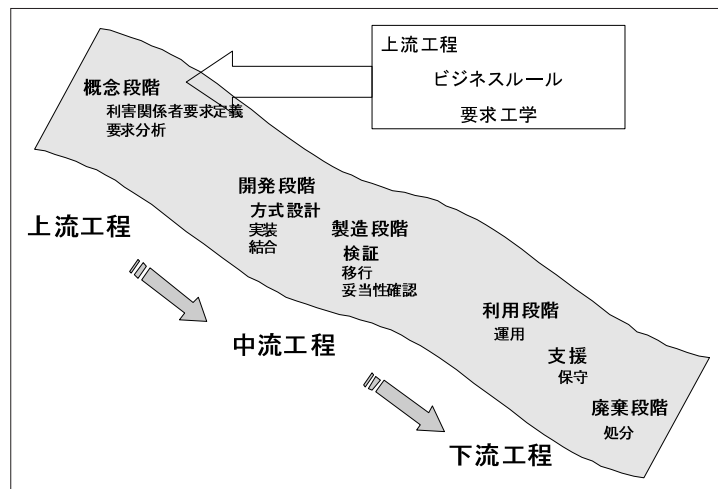 上流工程
ビジネスルール
要求工学
概念段階
利害関係者要求定義
要求分析
上流工程
開発段階
方式設計
実装
結合
製造段階
検証
移行
妥当性確認
中流工程
利用段階
運用
支援
保守
廃棄段階
処分
下流工程